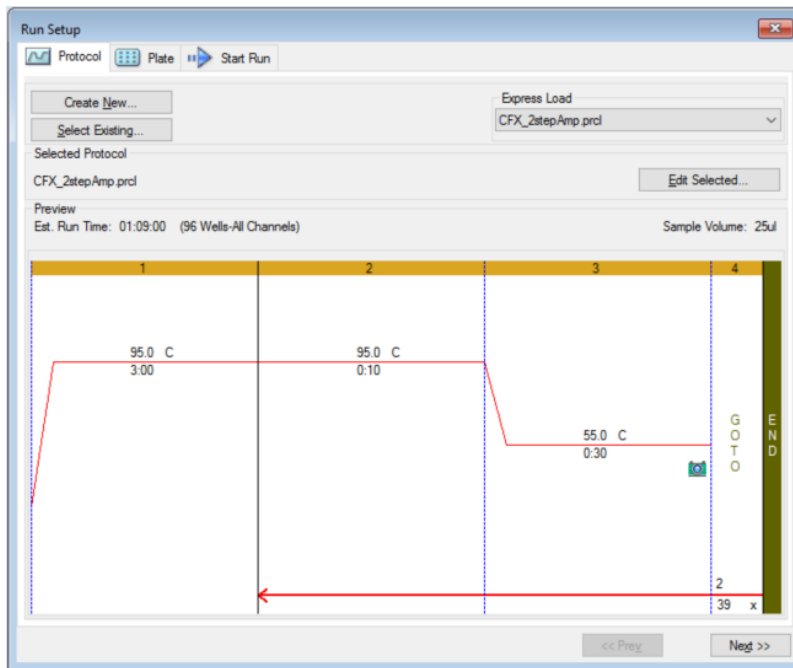 Run Setup
Protocol Plate Start Run
Create New...
Select Existing...
Express Load
CFX_2stepAmp.prcl
Selected Protocol
CFX_2stepAmp.prcl
Edit Selected...
Preview
Est. Run Time: 01:09:00 (96 Wells-All Channels) Sample Volume: 25ul
1 2 3 4
95.0 C
3:00
95.0 C
0:10
55.0 C
0:30
GOTO
END
2
39 x
<< Prev Next >>